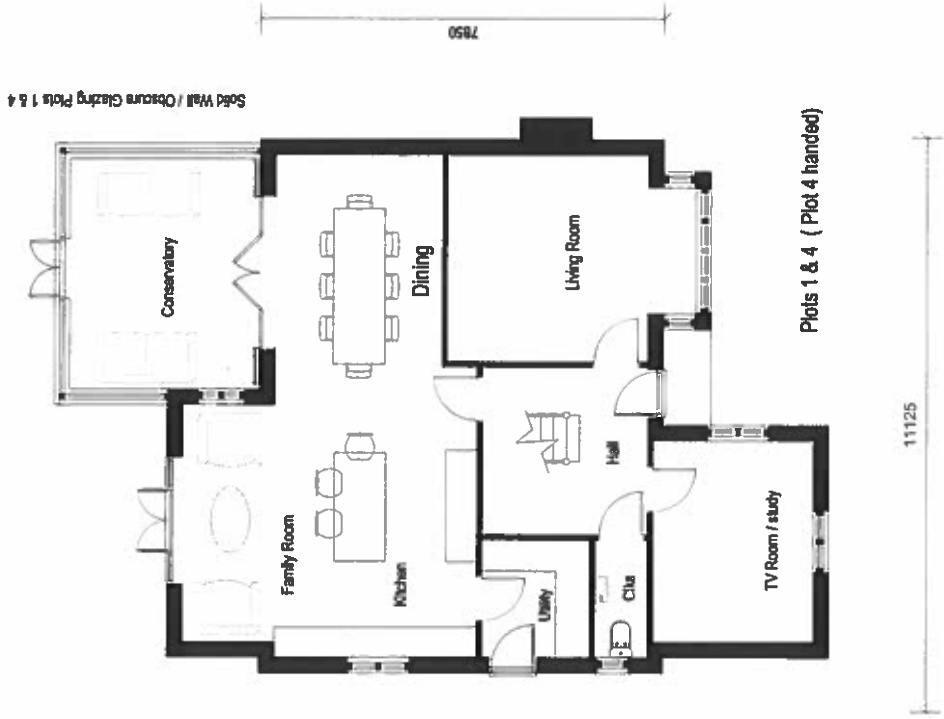 7850
Solid Wall / Obscure Glazing Plots 1 & 4
Conservatory
Dining
Living Room
Plots 1 & 4 ( Plot 4 handed)
11125
Hall
Family Room
Kitchen
Utility
Clks
TV Room / study